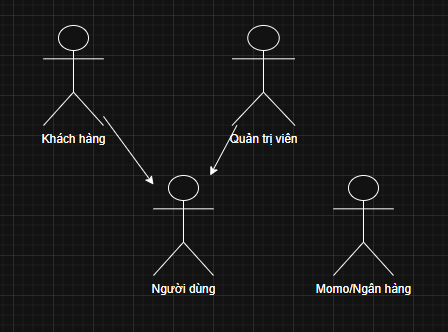 Khách hàng
Quản trị viên
Người dùng
Momo/Ngân hàng